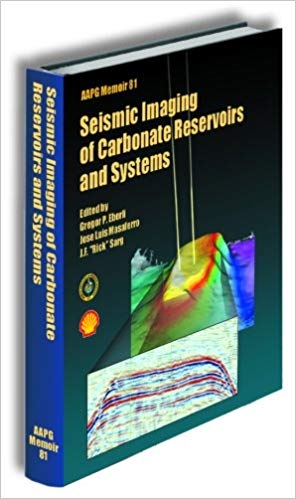 AAPG Memoir 81
Seismic Imaging
of Carbonate Reservoirs
and Systems
Edited by
Gregor P. Eberli
Jose Luis Masaferro
J.F. "Rick" Sarg
Seismic Imaging of Carbonate
Reservoirs and Systems
AAPG
Memoir
81